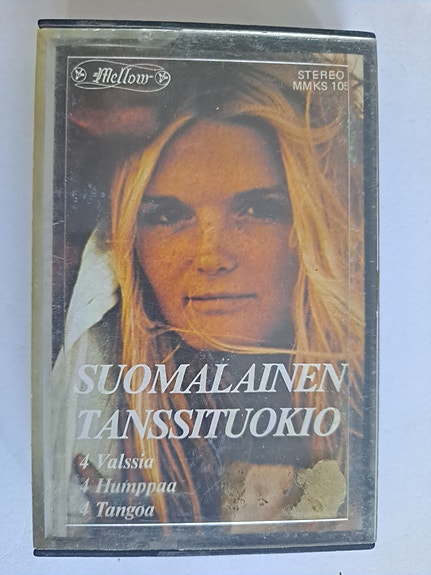 Mellow
STEREO
MMKS 105
SUOMALAINEN
TANSSITUOKIO
4 Valssia
4 Humppaa
4 Tangoa